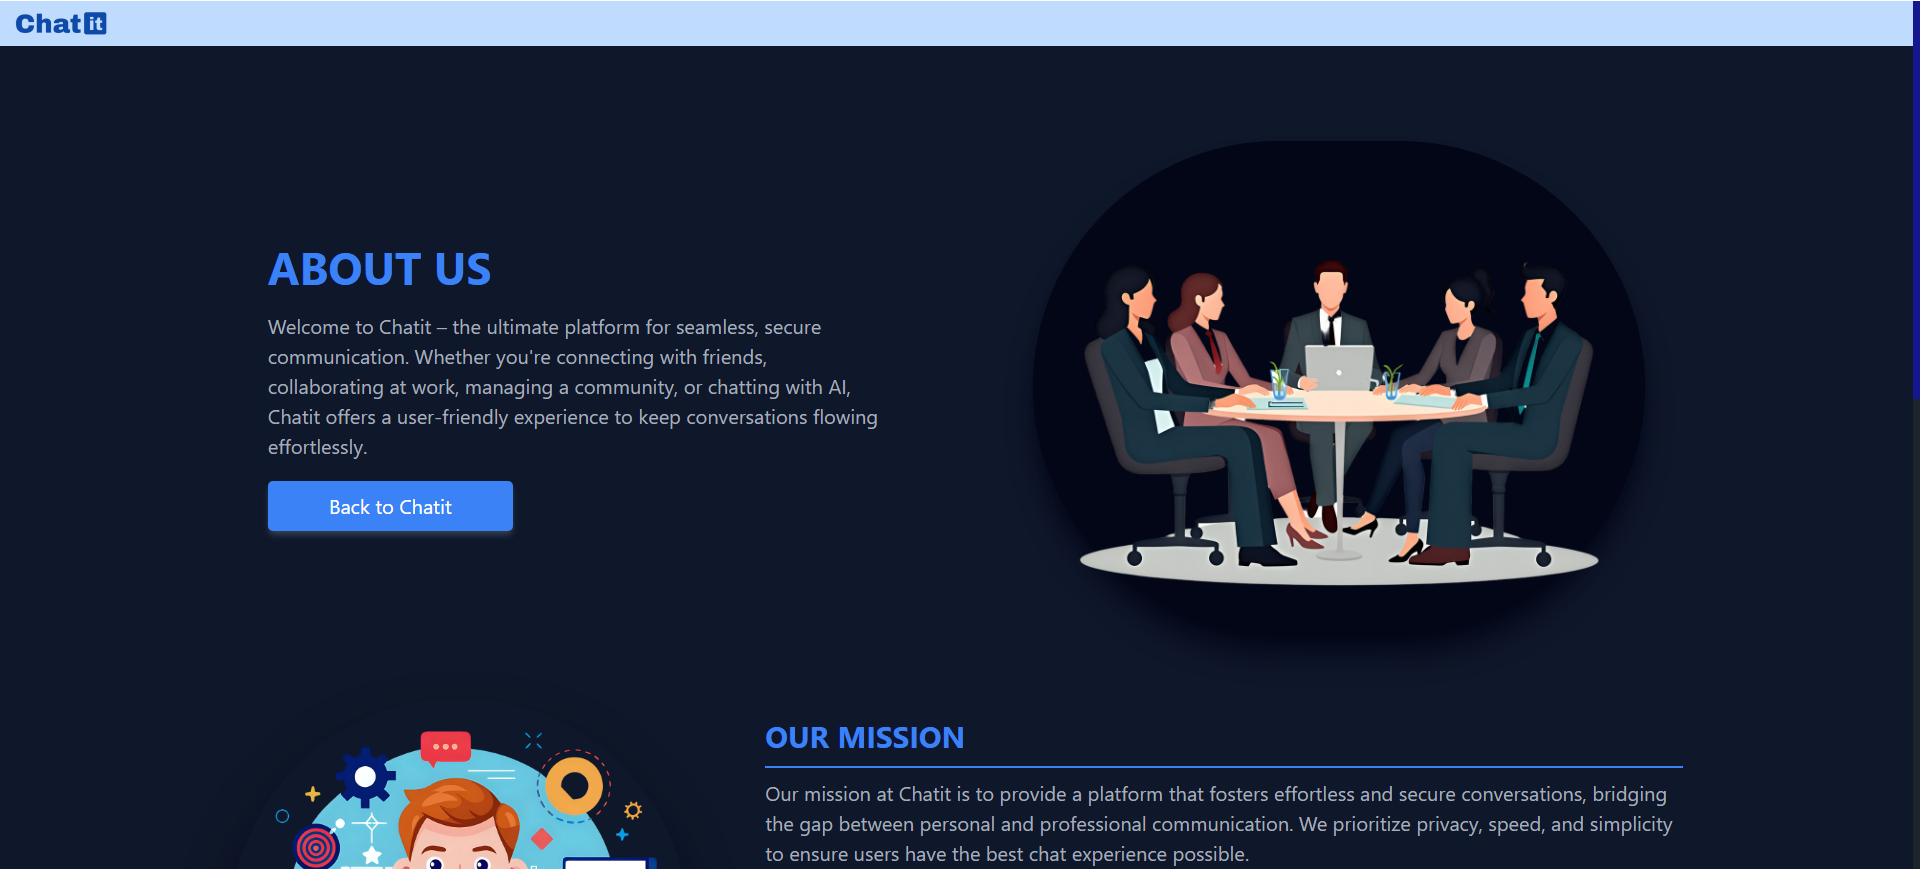 Chat it
ABOUT US
Welcome to Chatit – the ultimate platform for seamless, secure
communication. Whether you're connecting with friends,
collaborating at work, managing a community, or chatting with AI,
Chatit offers a user-friendly experience to keep conversations flowing
effortlessly.
Back to Chatit
OUR MISSION
Our mission at Chatit is to provide a platform that fosters effortless and secure conversations, bridging
the gap between personal and professional communication. We prioritize privacy, speed, and simplicity
to ensure users have the best chat experience possible.